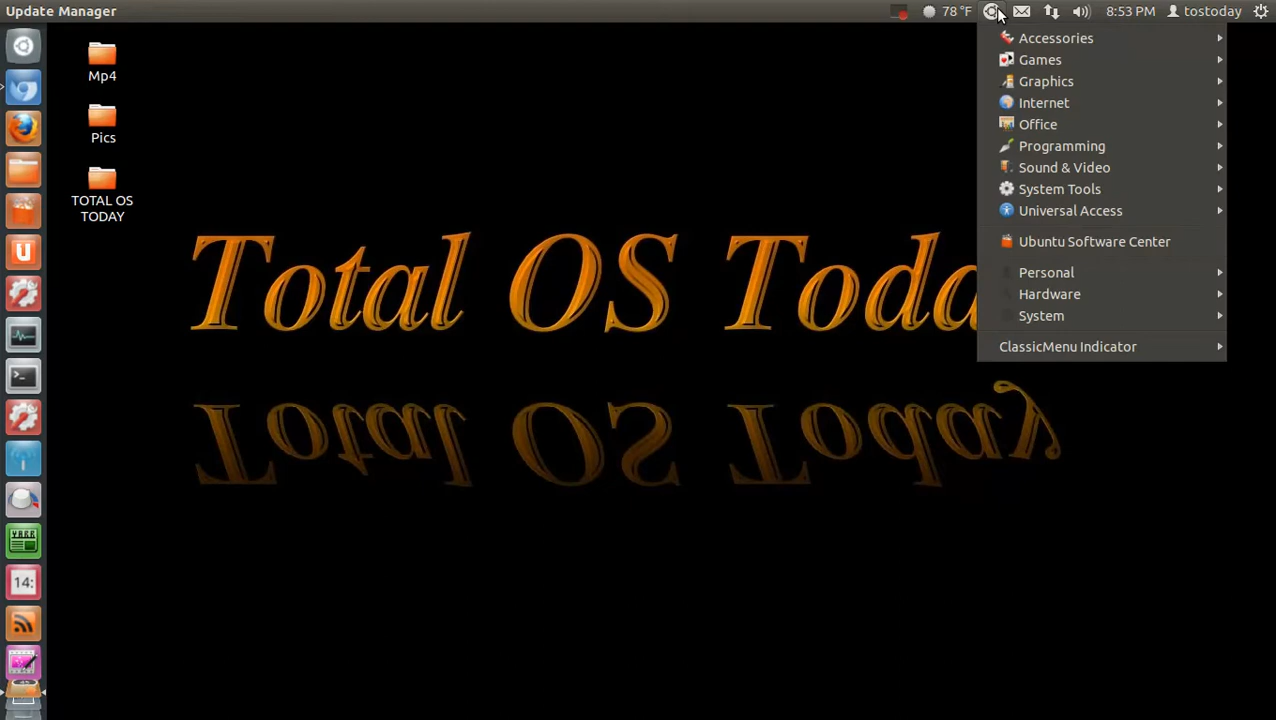 Update Manager
78 °F
8:53 PM
tostoday
Mp4
Pics
TOTAL OS
TODAY
Total OS Toda
Total OS Today
Accessories
Games
Graphics
Internet
Office
Programming
Sound & Video
System Tools
Universal Access
Ubuntu Software Center
Personal
Hardware
System
ClassicMenu Indicator
U
YARR
14: